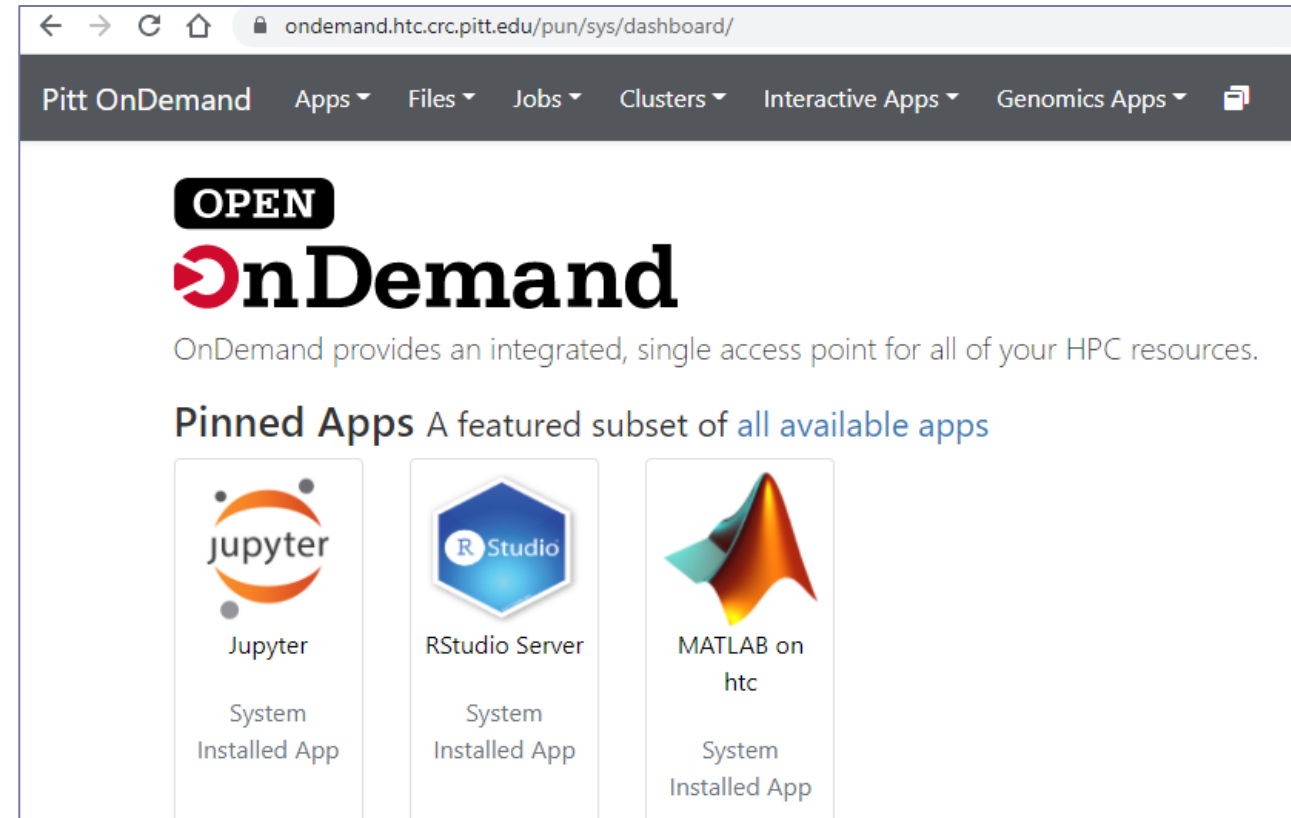 ondemand.htc.crc.pitt.edu/pun/sys/dashboard/
Pitt OnDemand Apps Files Jobs Clusters Interactive Apps Genomics Apps
OPEN
OnDemand
OnDemand provides an integrated, single access point for all of your HPC resources.
Pinned Apps A featured subset of all available apps
jupyter
Jupyter
System
Installed App
R Studio
RStudio Server
System
Installed App
MATLAB on
htc
System
Installed App